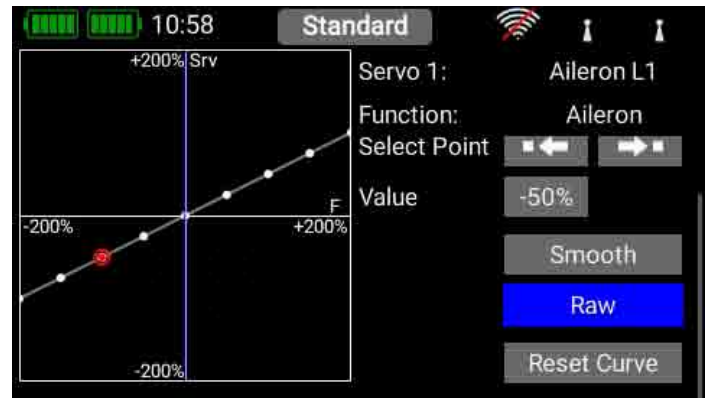 10:58 Standard
+200% Srv
Servo 1: Aileron L1
Function: Aileron
Select Point
Value -50%
F
-200% +200%
Smooth
Raw
Reset Curve
-200%